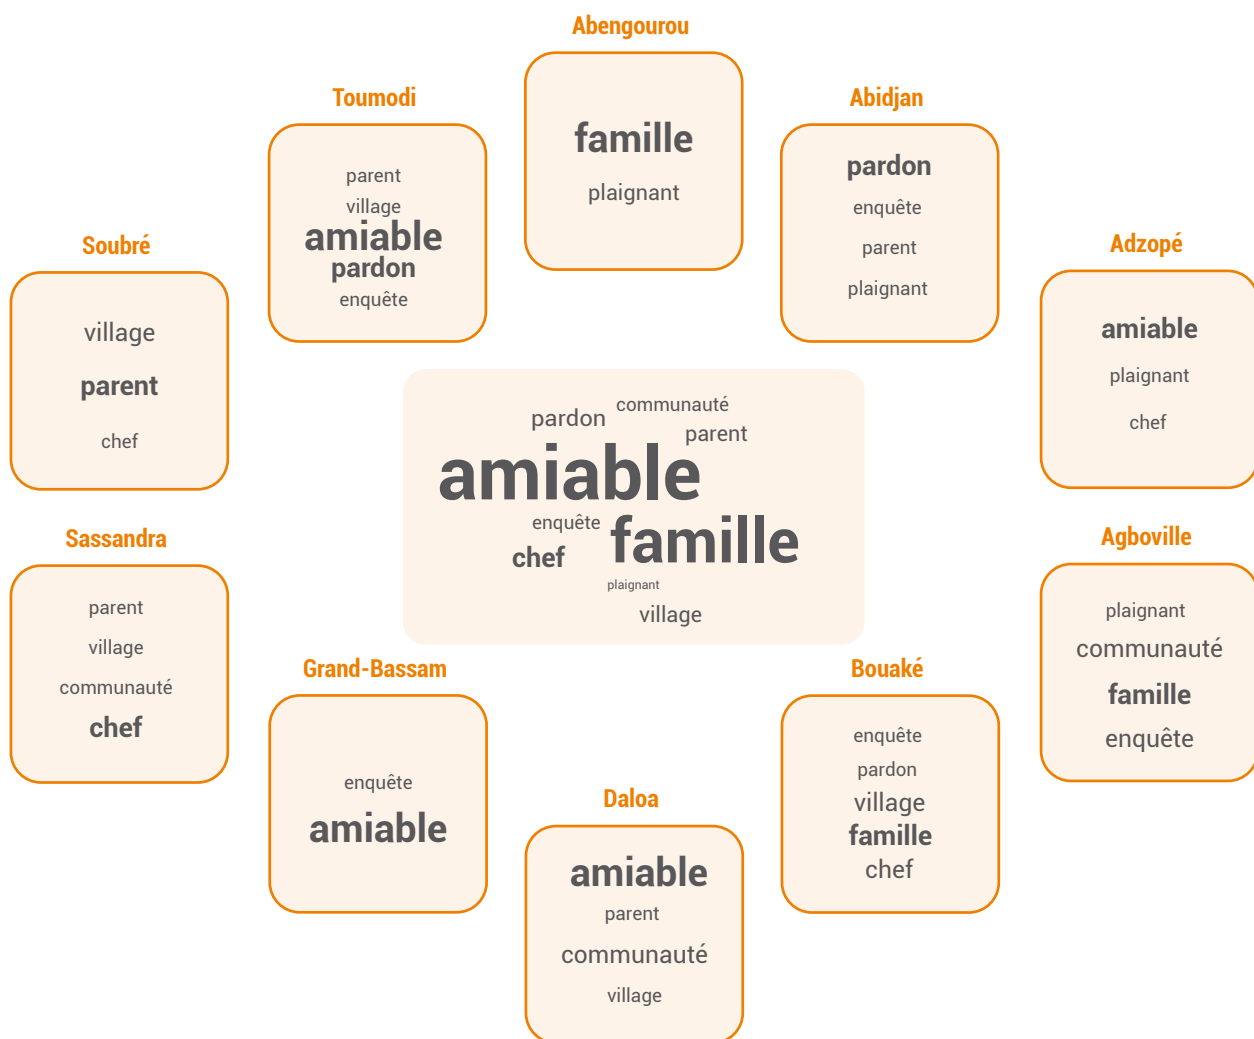 Abengourou
famille
plaignant
Toumodi
parent
village
amiable
pardon
enquête
Abidjan
pardon
enquête
parent
plaignant
Soubré
village
parent
chef
Adzopé
amiable
plaignant
chef
communauté
pardon
parent
amiable
enquête
famille
chef
plaignant
village
Sassandra
parent
village
communauté
chef
Agboville
plaignant
communauté
famille
enquête
Grand-Bassam
enquête
amiable
Bouaké
enquête
pardon
village
famille
chef
Daloa
amiable
parent
communauté
village